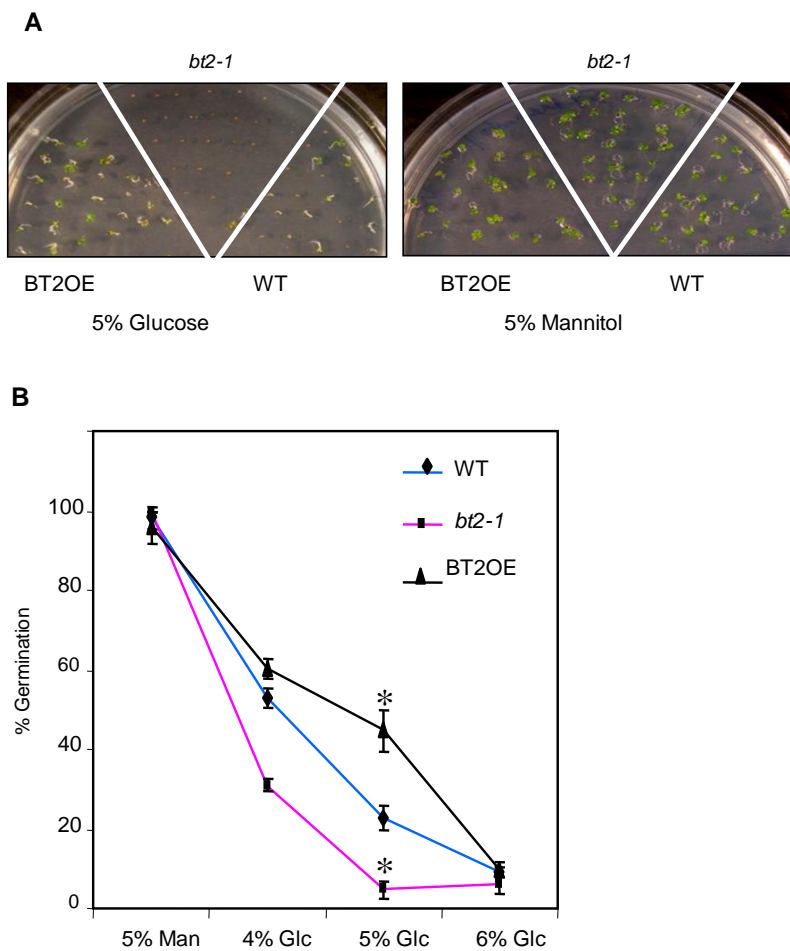 A
bt2-1
bt2-1
BT2OE
WT
BT2OE
WT
5% Glucose
5% Mannitol
B
WT
bt2-1
BT2OE
% Germination
100
80
60
40
20
0
*
*
5% Man
4% Glc
5% Glc
6% Glc